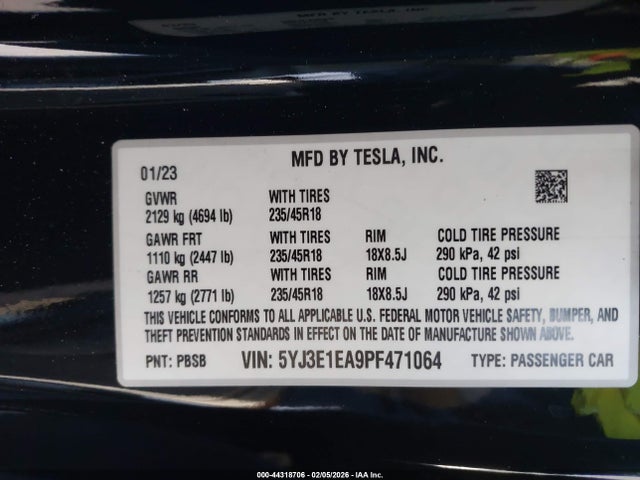 MFD BY TESLA, INC.
MFD BY TESLA, INC.
01/23
GVWR WITH TIRES
2129 kg (4694 lb) 235/45R18
GAWR FRT WITH TIRES RIM COLD TIRE PRESSURE
1110 kg (2447 lb) 235/45R18 18X8.5J 290 kPa, 42 psi
GAWR RR WITH TIRES RIM COLD TIRE PRESSURE
1257 kg (2771 lb) 235/45R18 18X8.5J 290 kPa, 42 psi
THIS VEHICLE CONFORMS TO ALL APPLICABLE U.S. FEDERAL MOTOR VEHICLE SAFETY, BUMPER, AND
THEFT PREVENTION STANDARDS IN EFFECT ON THE DATE OF MANUFACTURE SHOWN ABOVE.
PNT: PBSB VIN: 5YJ3E1EA9PF471064 TYPE: PASSENGER CAR
000-44318706 - 02/05/2026 - IAA Inc.